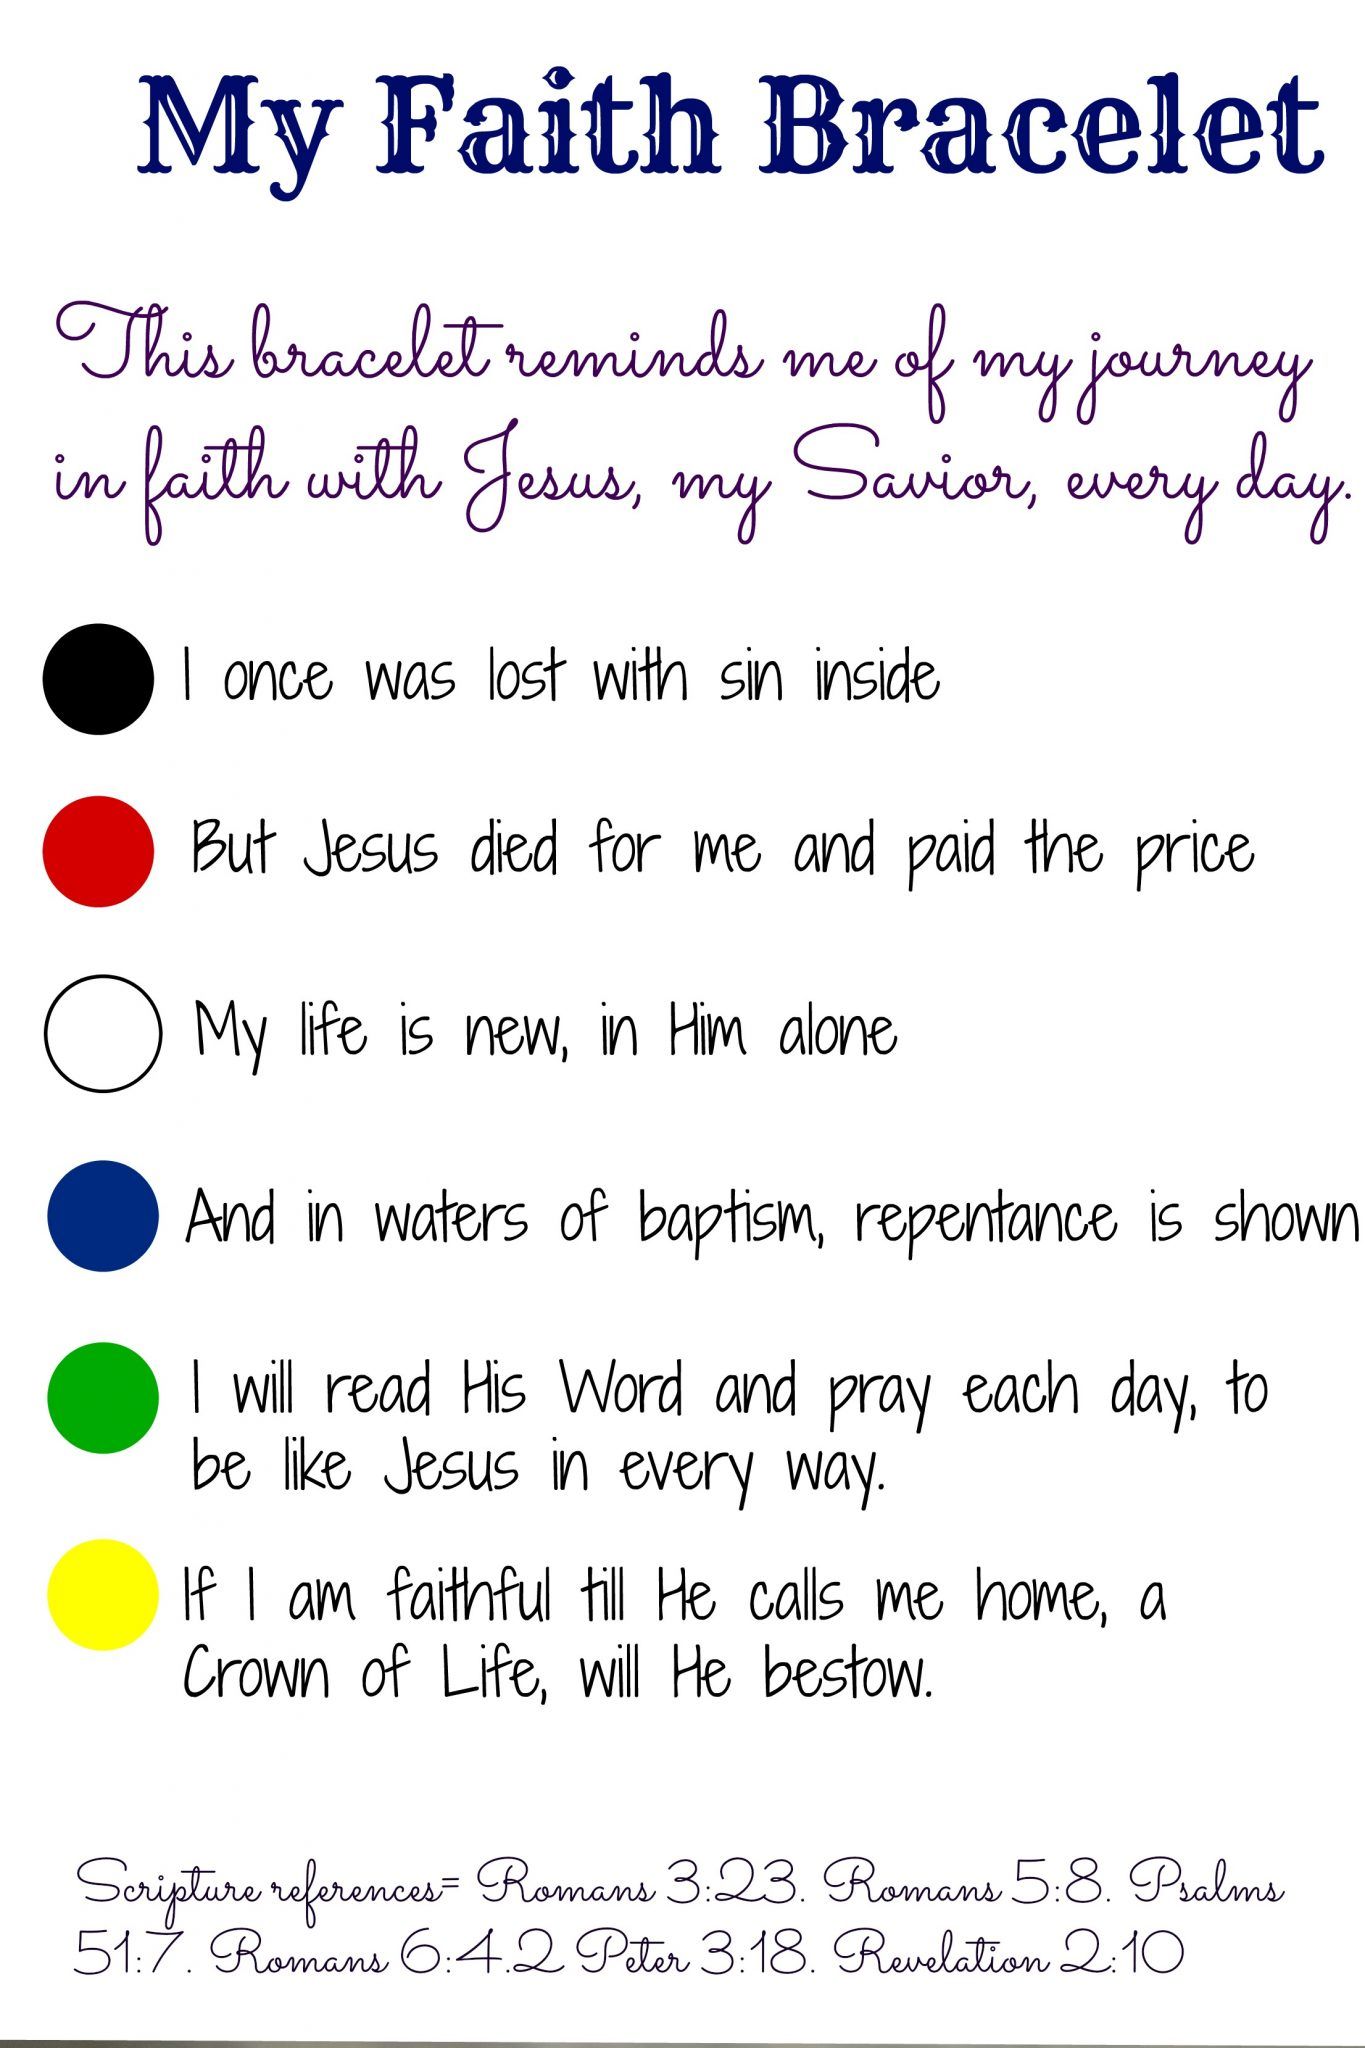 My Faith Bracelet
This bracelet reminds me of my journey
in faith with Jesus, my Savior, every day.
I once was lost with sin inside
But Jesus died for me and paid the price
My life is new, in Him alone
And in waters of baptism, repentance is shown
I will read His Word and pray each day, to
be like Jesus in every way.
If I am faithful till He calls me home, a
Crown of Life, will He bestow.
Scripture references= Romans 3:23. Romans 5:8. Psalms
51:7. Romans 6:4.2 Peter 3:18. Revelation 2:10